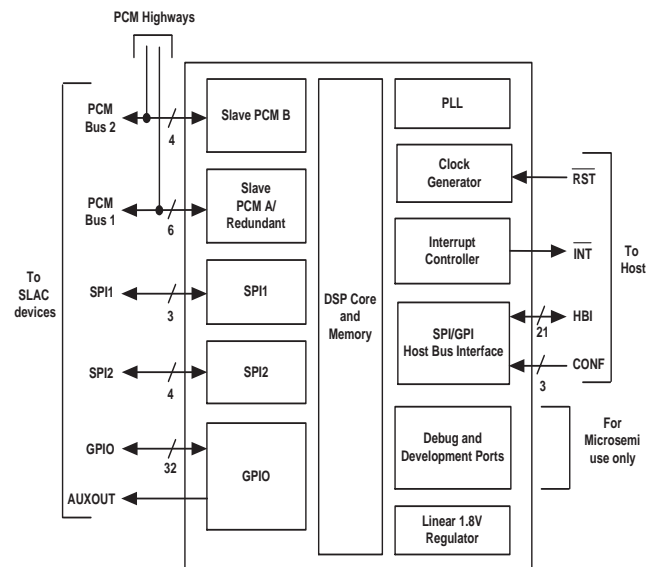 PCM Highways
PCM
Bus 2
4
Slave PCM B
PCM
Bus 1
6
Slave
PCM A/
Redundant
To
SLAC
devices
SPI1
3
SPI1
SPI2
4
SPI2
GPIO
32
GPIO
AUXOUT
DSP Core
and
Memory
PLL
Clock
Generator
RST
Interrupt
Controller
INT
To
Host
SPI/GPI
Host Bus Interface
HBI
21
CONF
3
Debug and
Development Ports
For
Microsemi
use only
Linear 1.8V
Regulator